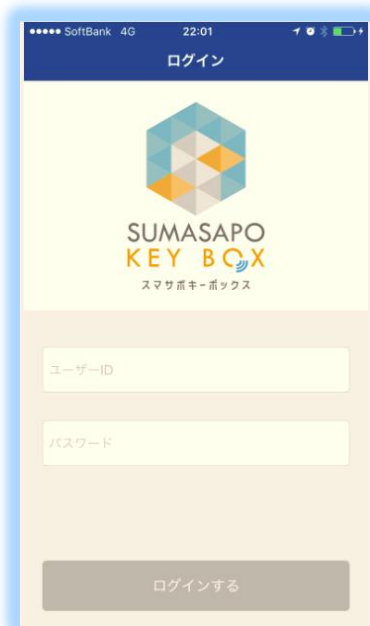 SoftBank 4G 22:01
ログイン
SUMASAPO
KEY BOX
スマサポキーボックス
ユーザーID
パスワード
ログインする